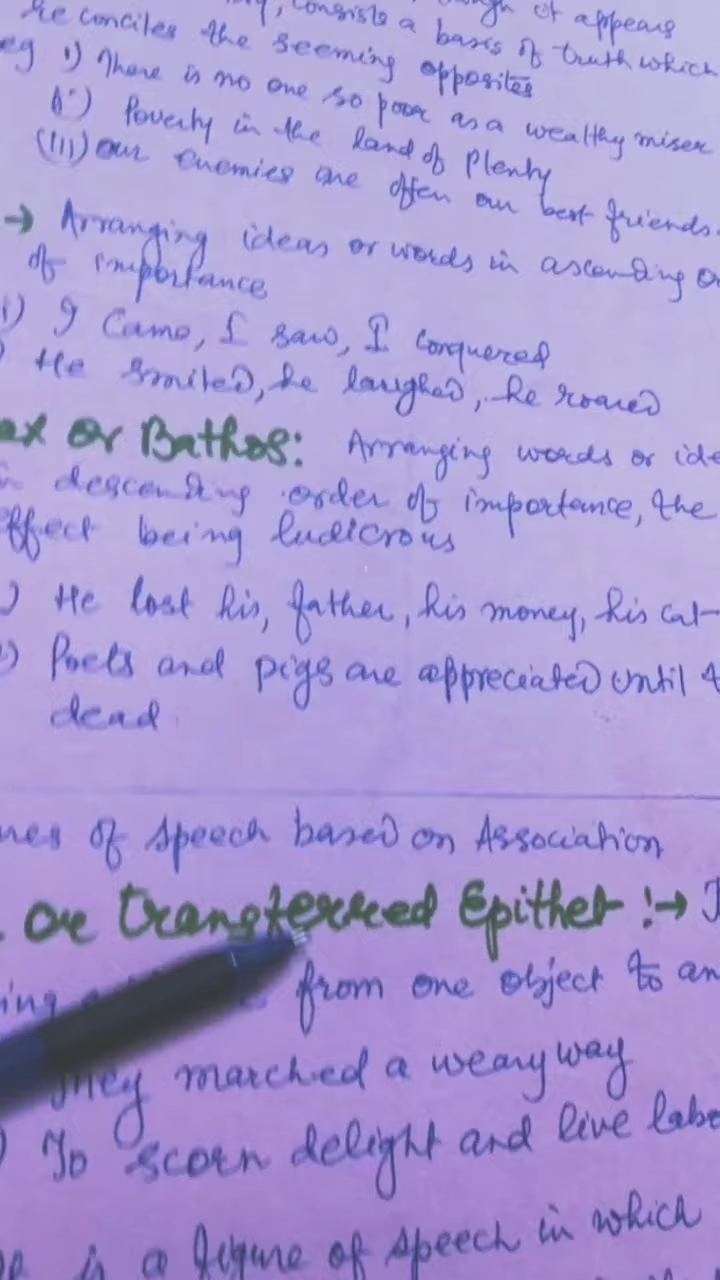 consists a basis of truth which
reconciles the seeming opposites
eg i) There is no one so poor as a wealthy miser
ii) Poverty in the land of Plenty
(III) our enemies are often our best friends.
→ Arranging ideas or words in ascending
of importance
i) I Came, I saw, I conquered
He smiled, he laughed, he roared
or Bathos: Arranging words or
descending order of importance, the
effect being ludicrous
He lost his, father, his money, his cat
Poets and pigs are appreciated until
dead
of speech based on Association
or transferred Epithet :→
from one object to
They marched a weary way
To scorn delight and live
is a figure of speech in which